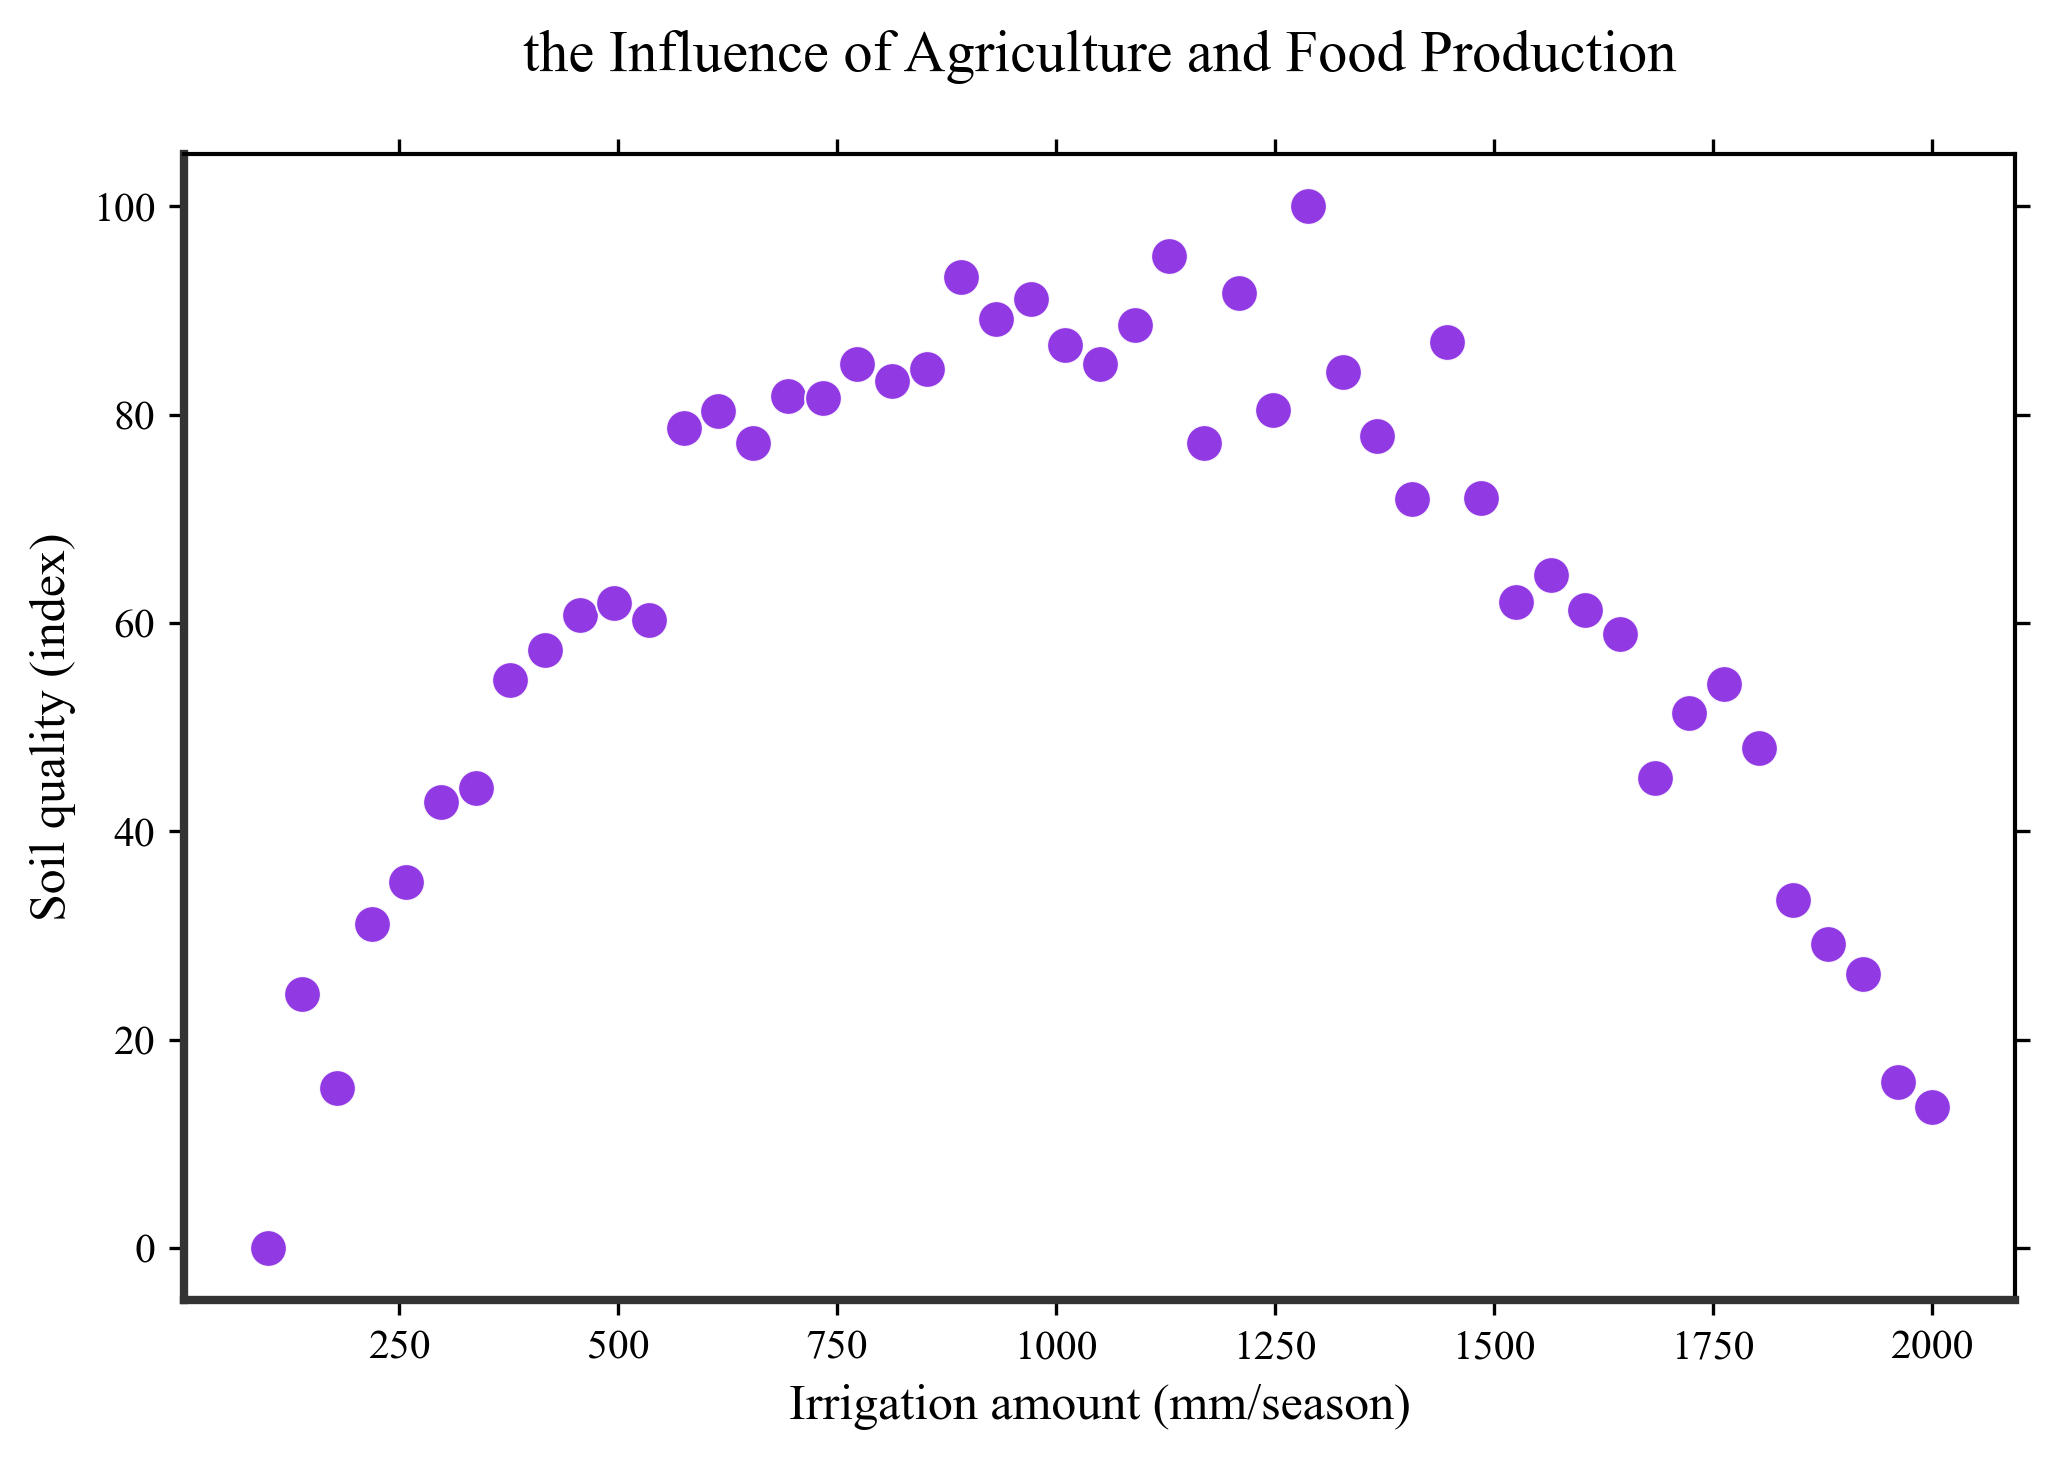 the Influence of Agriculture and Food Production
100
80
60
40
20
0
Soil quality (index)
250 500 750 1000 1250 1500 1750 2000
Irrigation amount (mm/season)